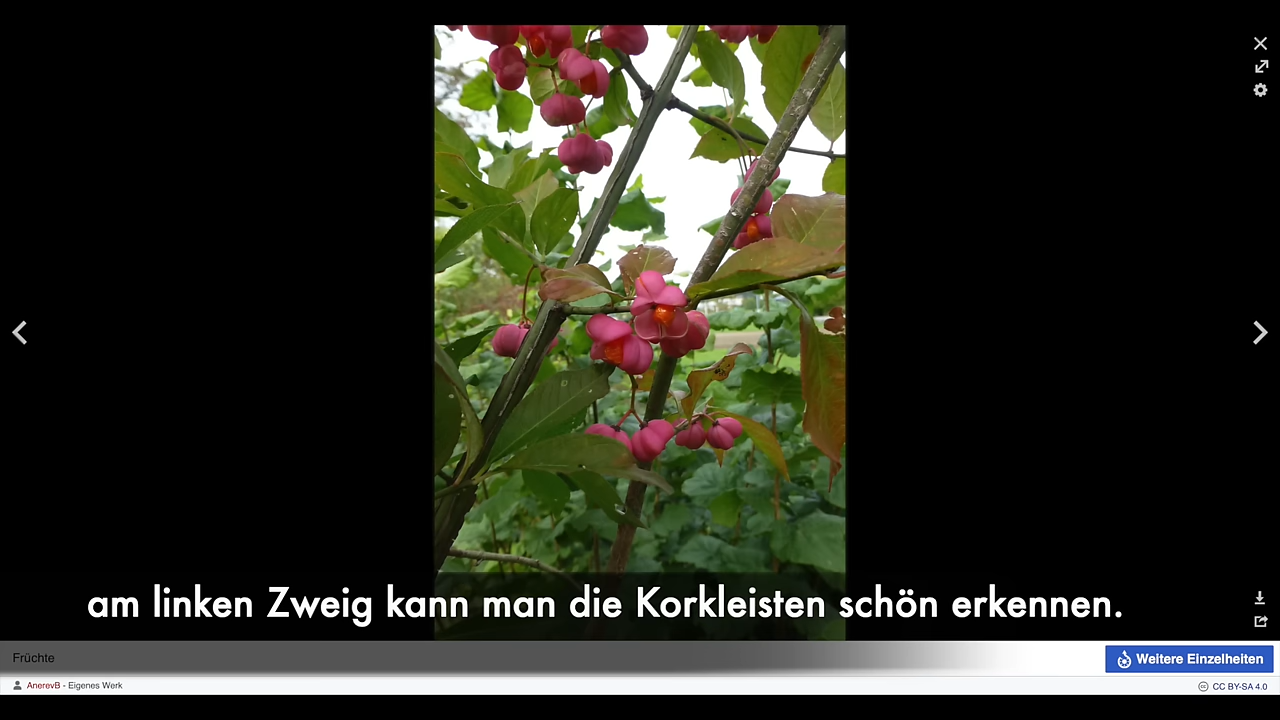 am linken Zweig kann man die Korkleisten schön erkennen.
Früchte
Weitere Einzelheiten
AnerevB - Eigenes Werk
CC BY-SA 4.0